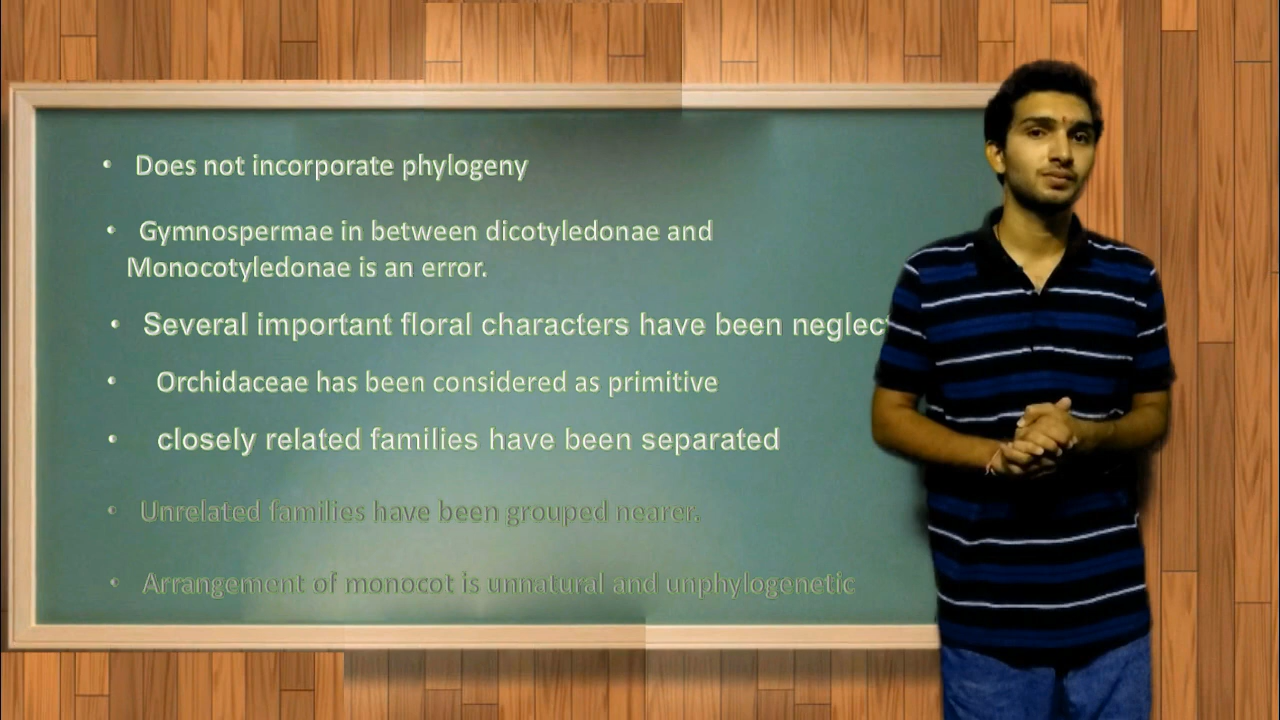 • Does not incorporate phylogeny
• Gymnospermae in between dicotyledonae and
Monocotyledonae is an error.
• Several important floral characters have been neglec
• Orchidaceae has been considered as primitive
• closely related families have been separated
• Unrelated families have been grouped nearer.
• Arrangement of monocot is unnatural and unphylogenetic